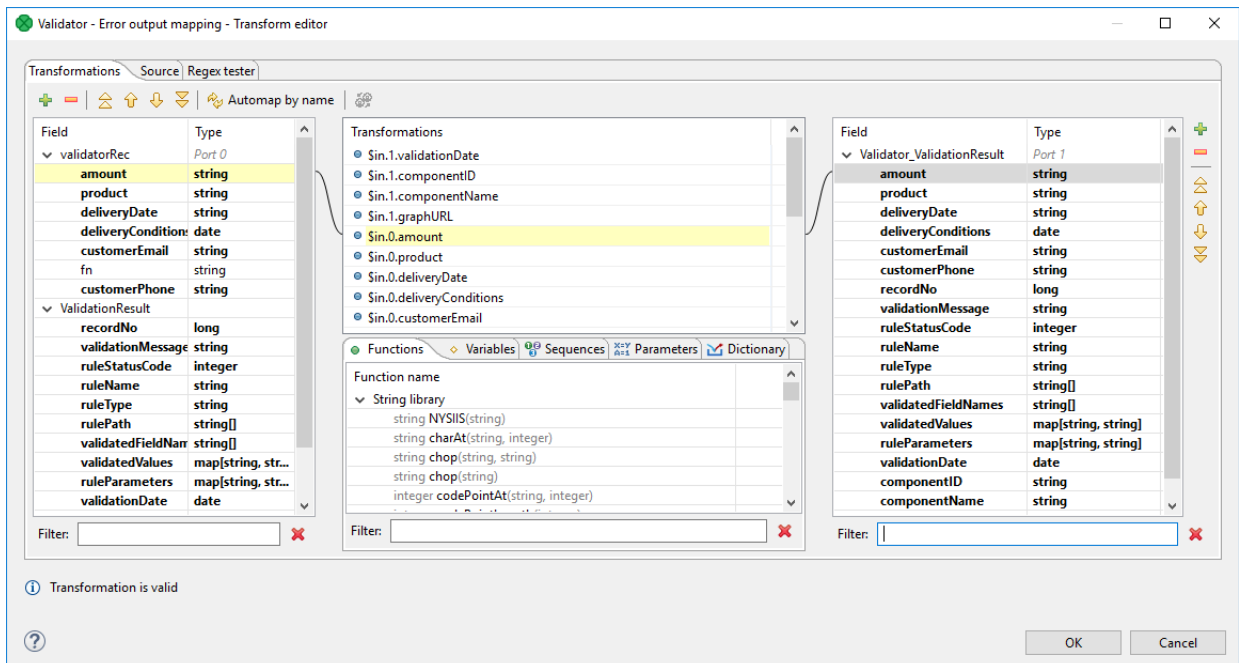 Validator - Error output mapping - Transform editor
Transformations Source Regex tester
Automap by name
Field Type
validatorRec Port 0
amount string
product string
deliveryDate string
deliveryConditions date
customerEmail string
fn string
customerPhone string
ValidationResult
recordNo long
validationMessage string
ruleStatusCode integer
ruleName string
ruleType string
rulePath string[]
validatedFieldNam string[]
validatedValues map[string, str...
ruleParameters map[string, str...
validationDate date
Filter:
Transformations
$in.1.validationDate
$in.1.componentID
$in.1.componentName
$in.1.graphURL
$in.0.amount
$in.0.product
$in.0.deliveryDate
$in.0.deliveryConditions
$in.0.customerEmail
Functions Variables Sequences Parameters Dictionary
Function name
String library
string NYSIIS(string)
string charAt(string, integer)
string chop(string, string)
string chop(string)
integer codePointAt(string, integer)
Filter:
Field Type
Validator_ValidationResult Port 1
amount string
product string
deliveryDate string
deliveryConditions date
customerEmail string
customerPhone string
recordNo long
validationMessage string
ruleStatusCode integer
ruleName string
ruleType string
rulePath string[]
validatedFieldNames string[]
validatedValues map[string, string]
ruleParameters map[string, string]
validationDate date
componentID string
componentName string
Filter:
Transformation is valid
OK Cancel